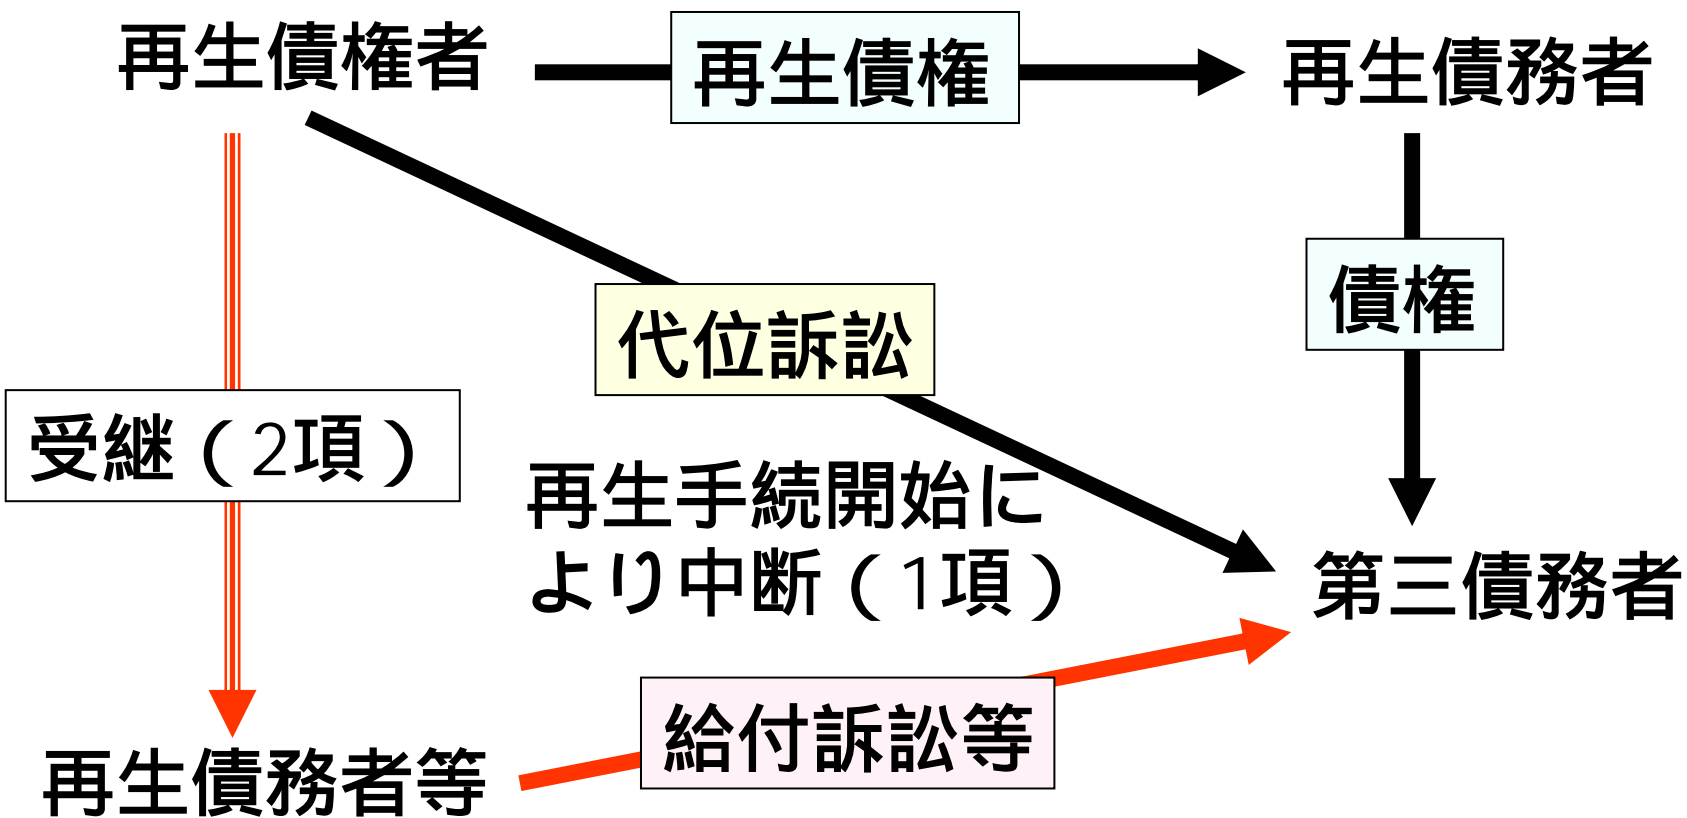 再生債権者
再生債権
再生債務者
債権
代位訴訟
受継（2項）
再生手続開始に
より中断（1項）
第三債務者
給付訴訟等
再生債務者等